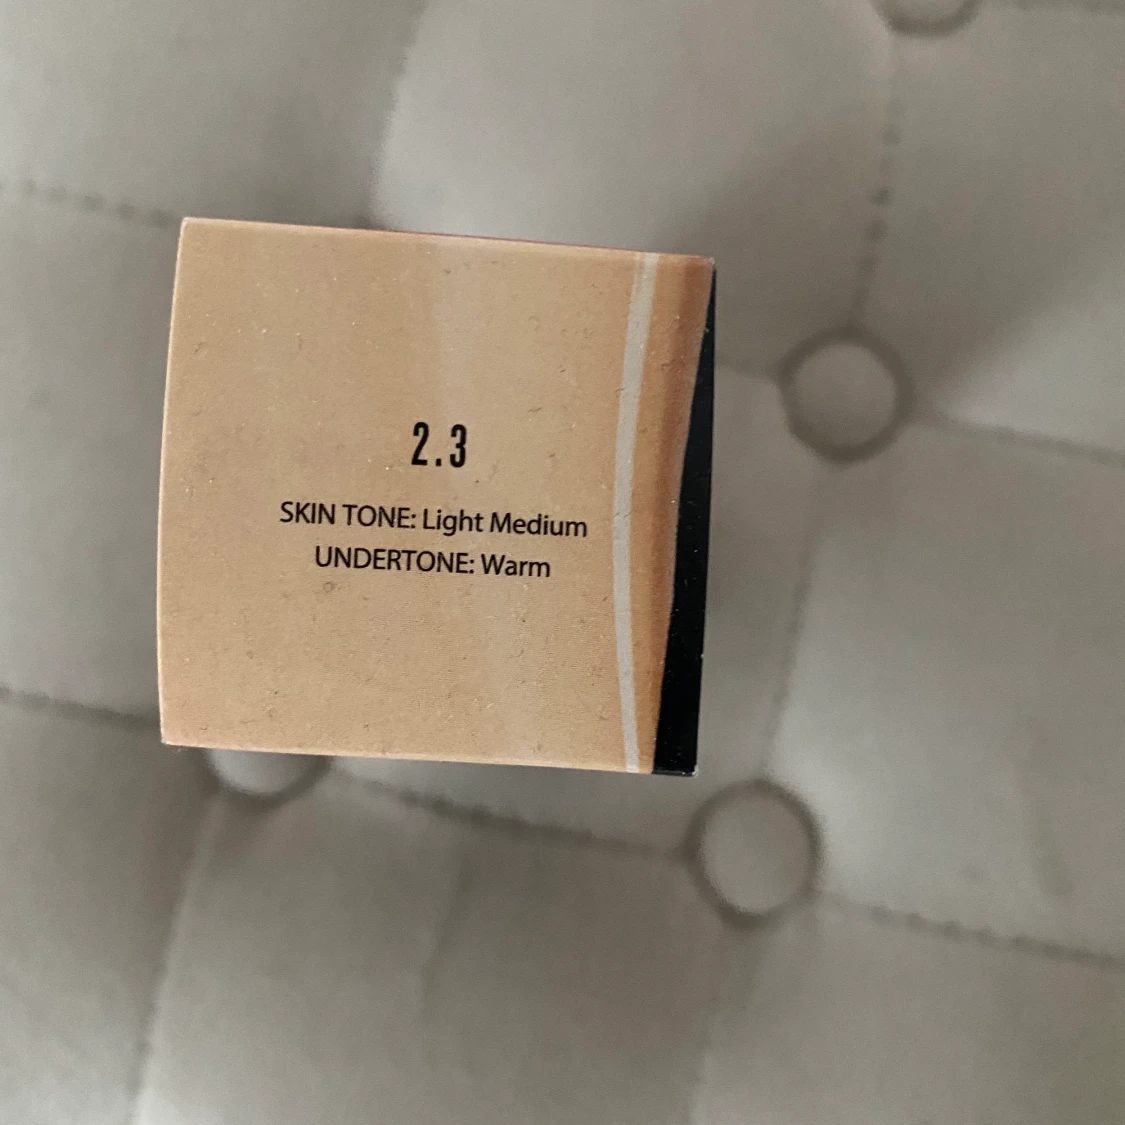 2.3
SKIN TONE: Light Medium
UNDERTONE: Warm